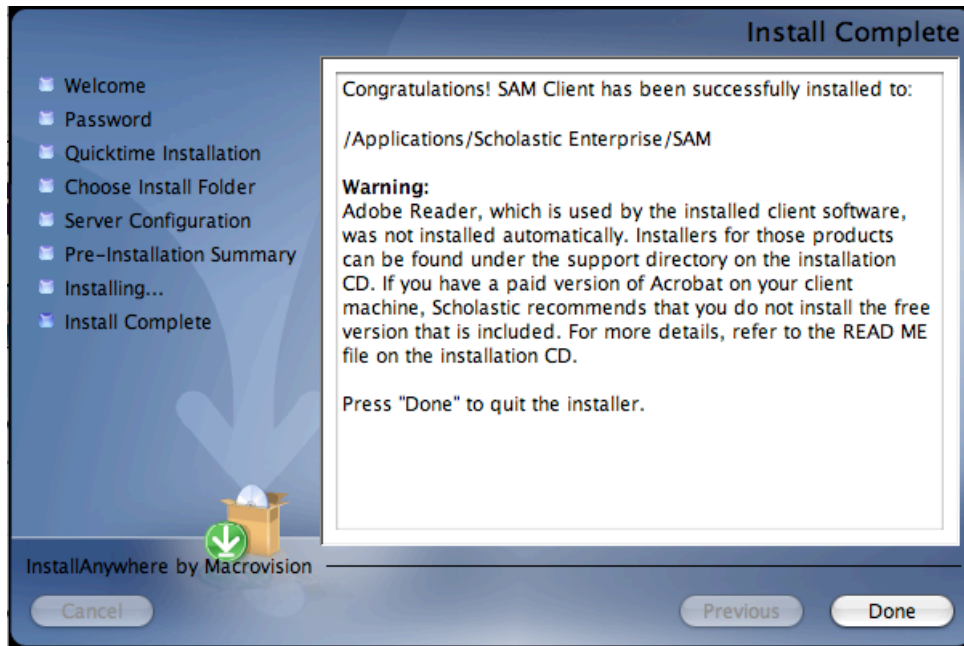 Install Complete
Welcome
Password
Quicktime Installation
Choose Install Folder
Server Configuration
Pre-Installation Summary
Installing...
Install Complete
Congratulations! SAM Client has been successfully installed to:
/Applications/Scholastic Enterprise/SAM
Warning:
Adobe Reader, which is used by the installed client software,
was not installed automatically. Installers for those products
can be found under the support directory on the installation
CD. If you have a paid version of Acrobat on your client
machine, Scholastic recommends that you do not install the free
version that is included. For more details, refer to the READ ME
file on the installation CD.
Press "Done" to quit the installer.
InstallAnywhere by Macrovision
Cancel
Previous
Done